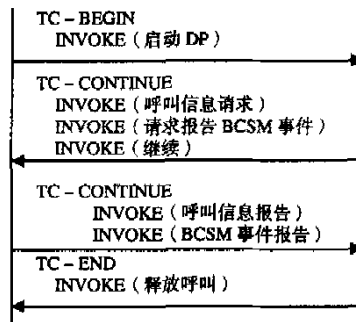 TC – BEGIN
INVOKE（启动 DP）
TC – CONTINUE
INVOKE（呼叫信息请求）
INVOKE（请求报告 BCSM 事件）
INVOKE（继续）
TC – CONTINUE
INVOKE（呼叫信息报告）
INVOKE（BCSM 事件报告）
TC – END
INVOKE（释放呼叫）